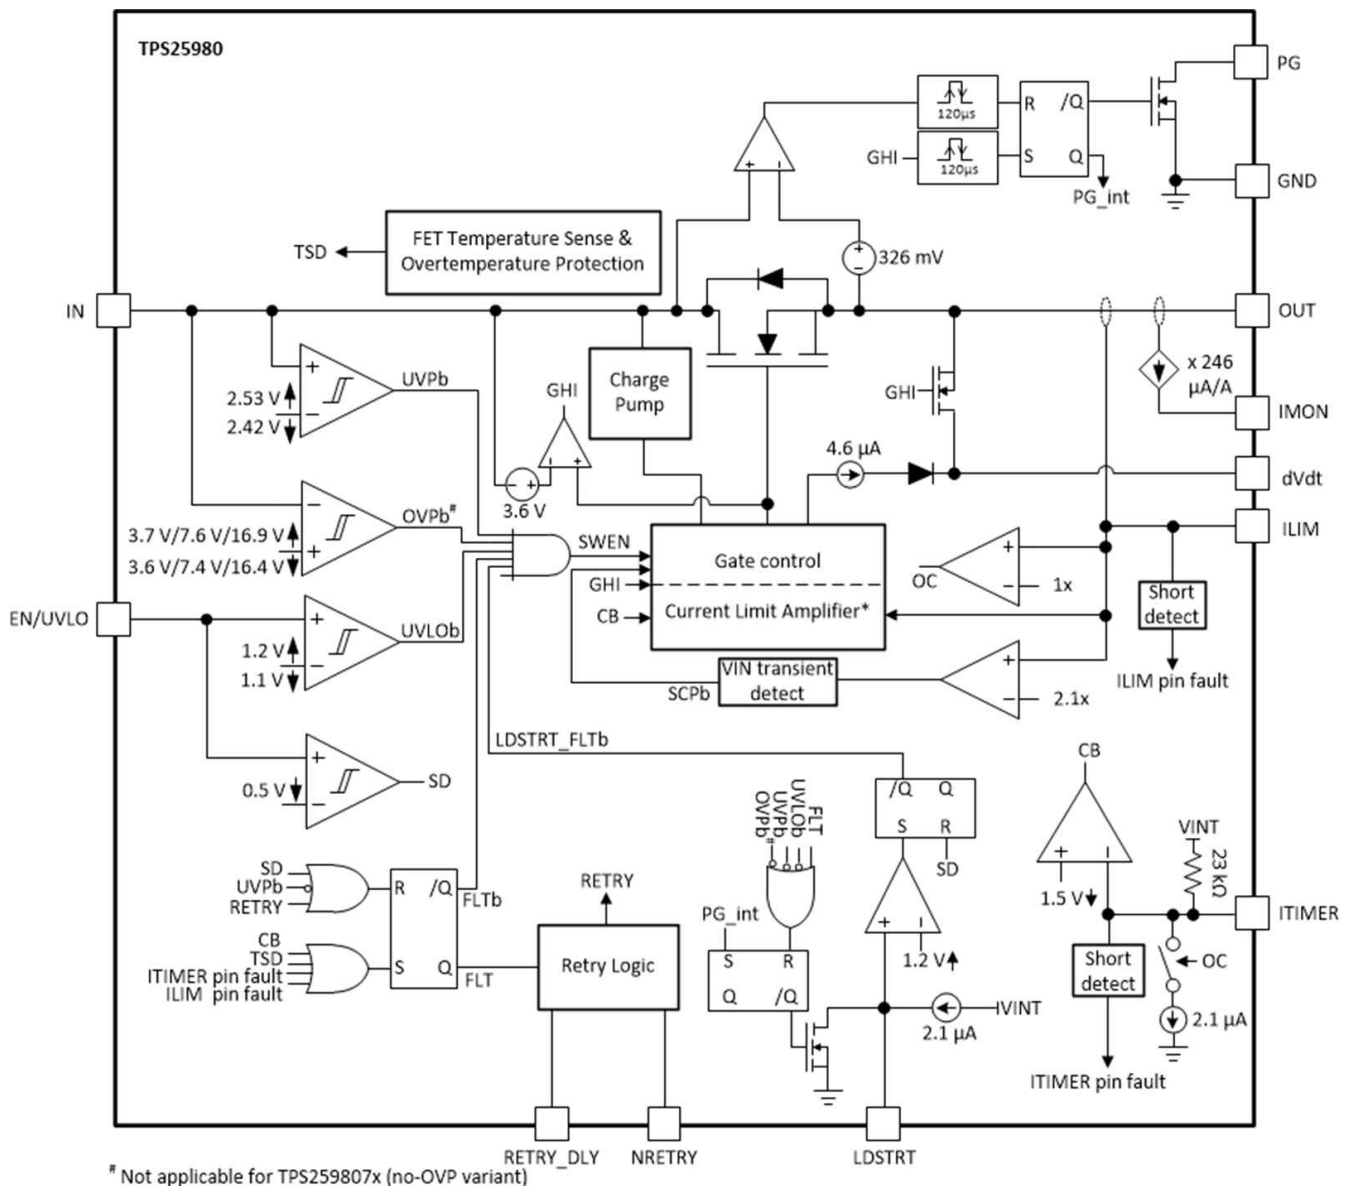 TPS25980
PG
R
/Q
120µs
GHI
120µs
S
Q
PG_int
GND
FET Temperature Sense &
Overtemperature Protection
TSD
+
−
+
−
326 mV
IN
OUT
+
−
UVPb
2.53 V
2.42 V
GHI
Charge
Pump
GHI
x 246
µA/A
IMON
−
+
−
+
3.6 V
4.6 µA
dVdt
−
+
OVPb#
3.7 V/7.6 V/16.9 V
3.6 V/7.4 V/16.4 V
SWEN
GHI
CB
Gate control
Current Limit Amplifier*
OC
+
−
1x
ILIM
Short
detect
ILIM pin fault
EN/UVLO
+
−
UVLOb
1.2 V
1.1 V
SCPb
VIN transient
detect
+
−
2.1x
LDSTRT_FLTb
+
−
0.5 V
SD
OVPb#
UVPb
UVLOb
FLT
/Q
Q
S
R
SD
CB
+
−
1.5 V
VINT
23 kΩ
ITIMER
SD
UVPb
RETRY
R
/Q
FLTb
CB
TSD
ITIMER pin fault
ILIM pin fault
S
Q
FLT
RETRY
Retry Logic
PG_int
S
R
Q
/Q
+
−
1.2 V
2.1 µA
VINT
Short
detect
OC
2.1 µA
ITIMER pin fault
RETRY_DLY
NRETRY
LDSTRT
# Not applicable for TPS259807x (no-OVP variant)